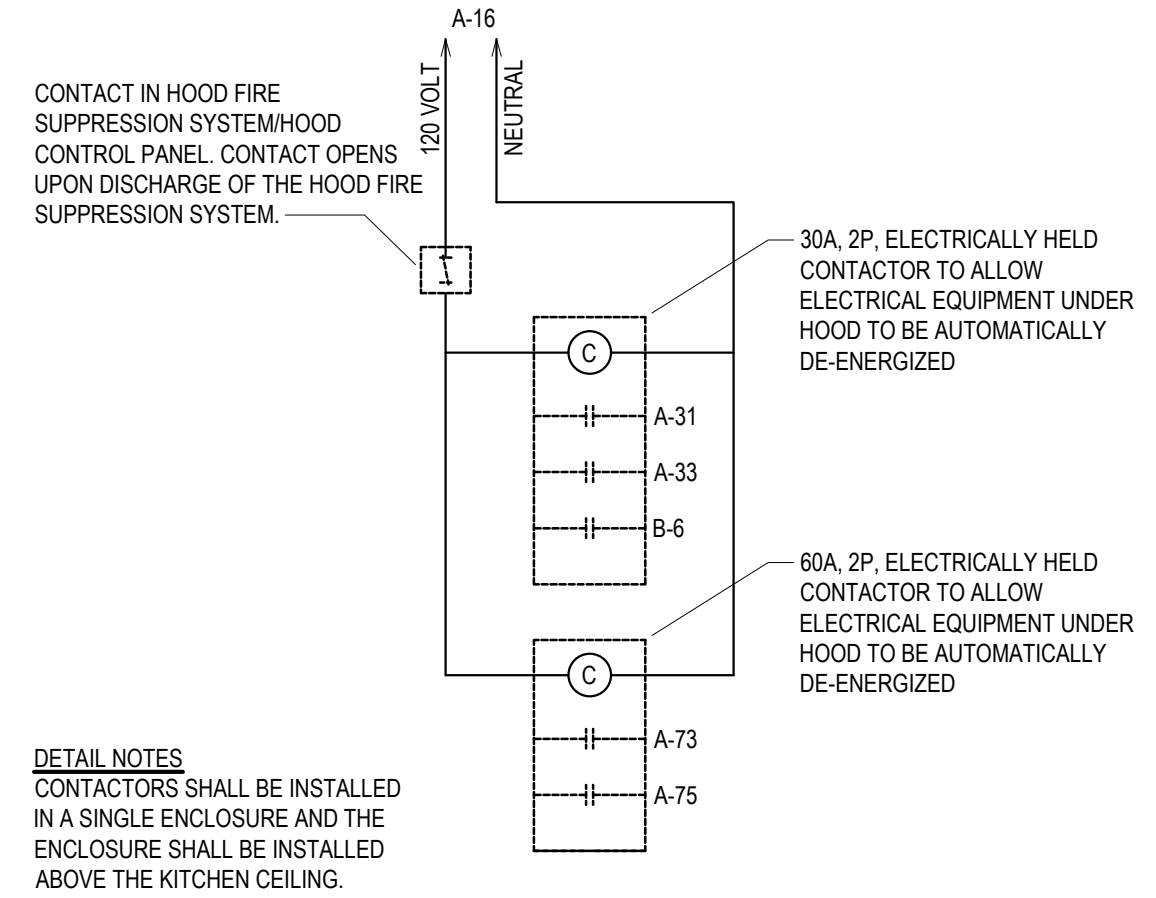 A-16
120 VOLT
NEUTRAL
CONTACT IN HOOD FIRE
SUPPRESSION SYSTEM/HOOD
CONTROL PANEL. CONTACT OPENS
UPON DISCHARGE OF THE HOOD FIRE
SUPPRESSION SYSTEM.
30A, 2P, ELECTRICALLY HELD
CONTACTOR TO ALLOW
ELECTRICAL EQUIPMENT UNDER
HOOD TO BE AUTOMATICALLY
DE-ENERGIZED
C
A-31
A-33
B-6
60A, 2P, ELECTRICALLY HELD
CONTACTOR TO ALLOW
ELECTRICAL EQUIPMENT UNDER
HOOD TO BE AUTOMATICALLY
DE-ENERGIZED
C
A-73
A-75
DETAIL NOTES
CONTACTORS SHALL BE INSTALLED
IN A SINGLE ENCLOSURE AND THE
ENCLOSURE SHALL BE INSTALLED
ABOVE THE KITCHEN CEILING.